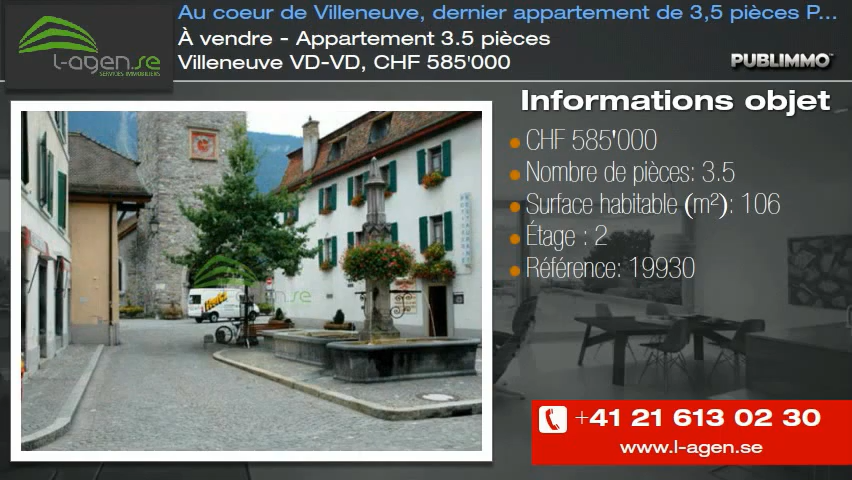 l-agen.se
SERVICES IMMOBILIERS
Au coeur de Villeneuve, dernier appartement de 3,5 pièces P...
À vendre - Appartement 3.5 pièces
Villeneuve VD-VD, CHF 585'000
PUBLIMMO
Informations objet
CHF 585'000
Nombre de pièces: 3.5
Surface habitable (m²): 106
Étage : 2
Référence: 19930
l-agen.se
+41 21 613 02 30
www.l-agen.se